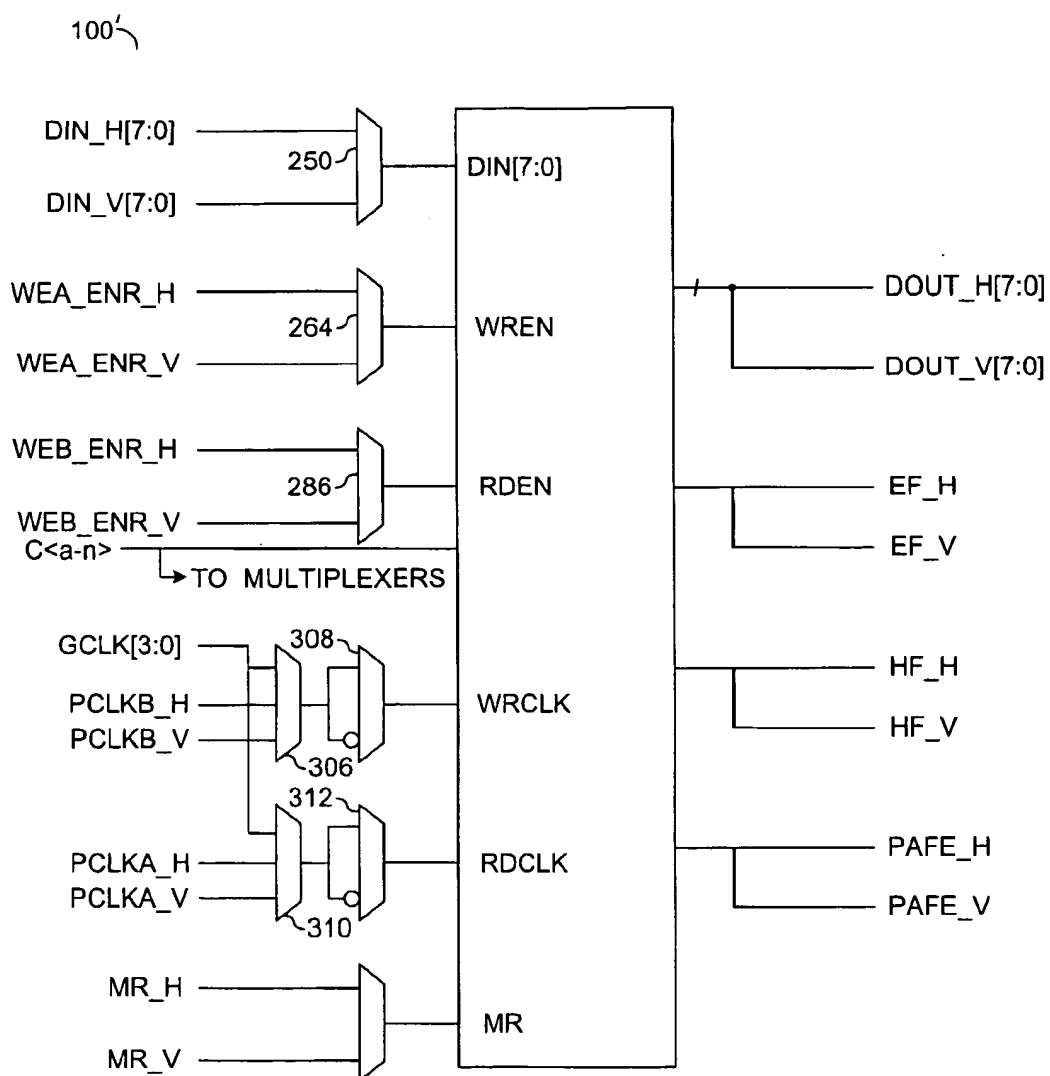 100'
DIN_H[7:0]
250
DIN[7:0]
DIN_V[7:0]
WEA_ENR_H
264
WREN
WEA_ENR_V
WEB_ENR_H
286
RDEN
WEB_ENR_V
C<a-n>
TO MULTIPLEXERS
GCLK[3:0]
308
PCLKB_H
WRCLK
PCLKB_V
306
312
PCLKA_H
RDCLK
PCLKA_V
310
MR_H
MR
MR_V
DOUT_H[7:0]
DOUT_V[7:0]
EF_H
EF_V
HF_H
HF_V
PAFE_H
PAFE_V